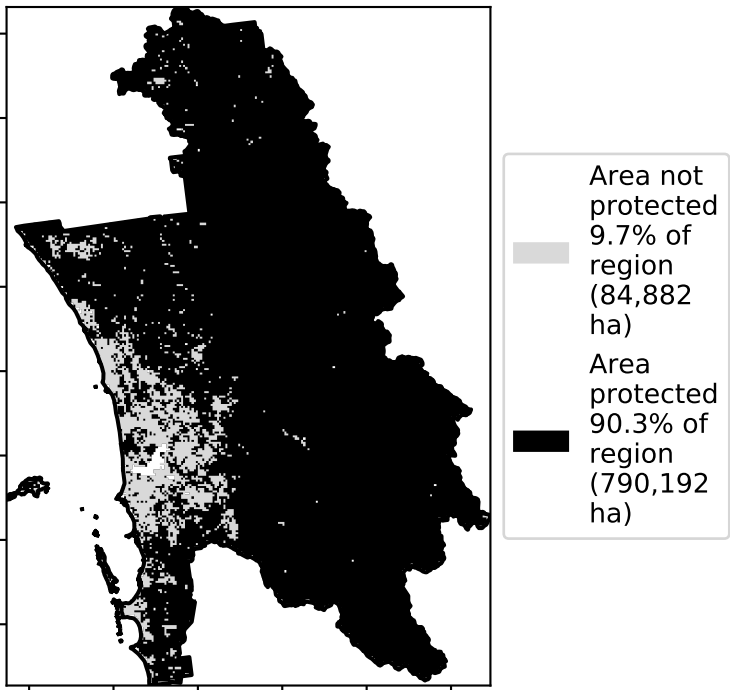 Area not
protected
9.7% of
region
(84,882
ha)
Area
protected
90.3% of
region
(790,192
ha)